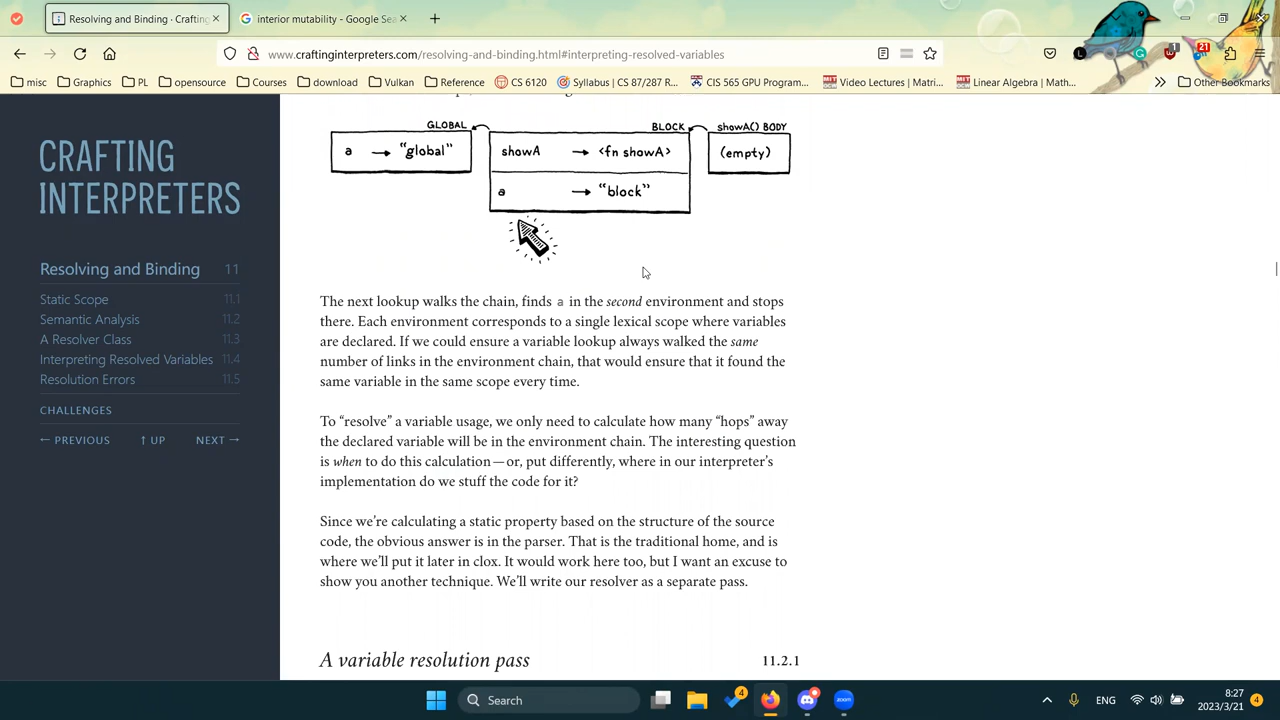 Resolving and Binding · Crafting
interior mutability - Google Sea
www.craftinginterpreters.com/resolving-and-binding.html#interpreting-resolved-variables
1
21
misc
Graphics
PL
opensource
Courses
download
Vulkan
Reference
CS 6120
Syllabus | CS 87/287 R...
CIS 565 GPU Program...
Video Lectures | Matri...
Linear Algebra | Math...
Other Bookmarks
CRAFTING
INTERPRETERS
Resolving and Binding 11
Static Scope 11.1
Semantic Analysis 11.2
A Resolver Class 11.3
Interpreting Resolved Variables 11.4
Resolution Errors 11.5
CHALLENGES
← PREVIOUS ↑ UP NEXT →
GLOBAL BLOCK showA() BODY
a → "global" showA → <fn showA> (empty)
a → "block"
The next lookup walks the chain, finds a in the second environment and stops
there. Each environment corresponds to a single lexical scope where variables
are declared. If we could ensure a variable lookup always walked the same
number of links in the environment chain, that would ensure that it found the
same variable in the same scope every time.
To “resolve” a variable usage, we only need to calculate how many “hops” away
the declared variable will be in the environment chain. The interesting question
is when to do this calculation—or, put differently, where in our interpreter’s
implementation do we stuff the code for it?
Since we’re calculating a static property based on the structure of the source
code, the obvious answer is in the parser. That is the traditional home, and is
where we’ll put it later in clox. It would work here too, but I want an excuse to
show you another technique. We’ll write our resolver as a separate pass.
A variable resolution pass 11.2.1
Search
4
zoom
ENG
8:27
2023/3/21
4